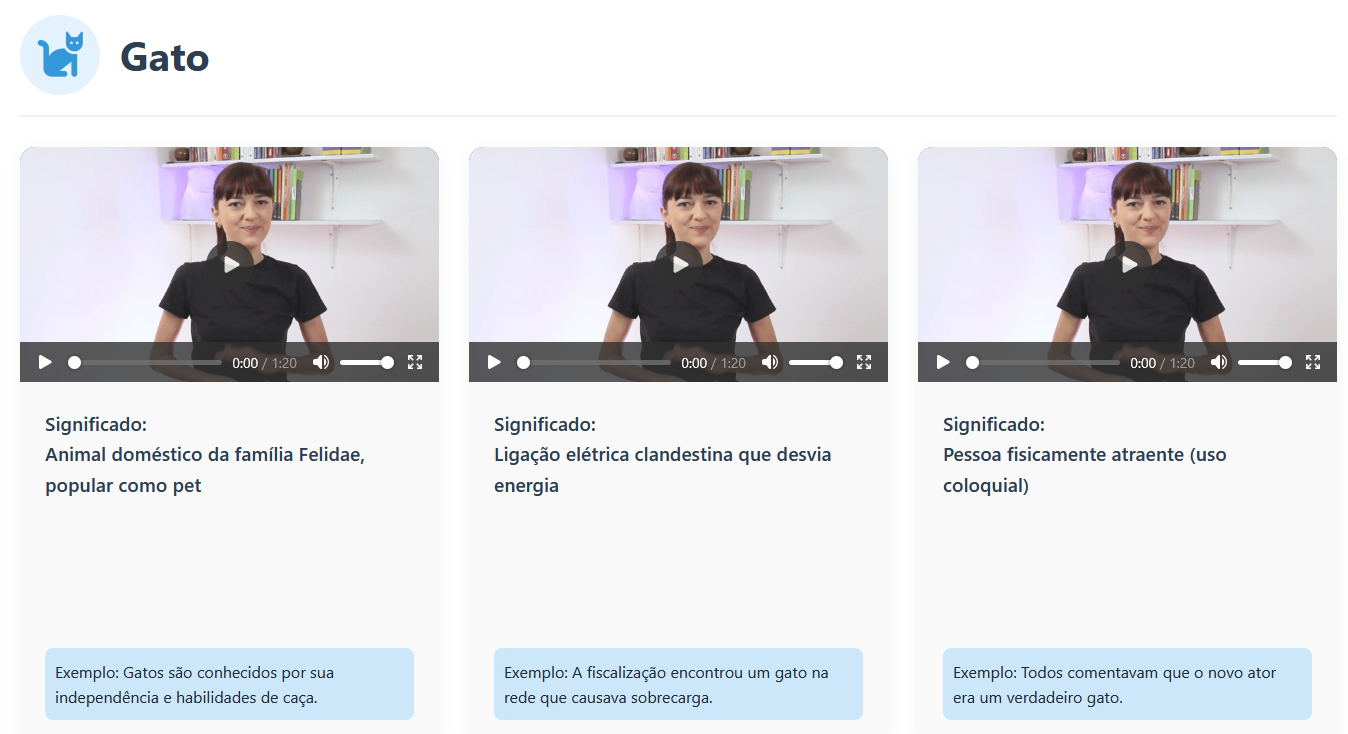 Gato
0:00 / 1:20
0:00 / 1:20
0:00 / 1:20
Significado:
Animal doméstico da família Felidae,
popular como pet
Exemplo: Gatos são conhecidos por sua
independência e habilidades de caça.
Significado:
Ligação elétrica clandestina que desvia
energia
Exemplo: A fiscalização encontrou um gato na
rede que causava sobrecarga.
Significado:
Pessoa fisicamente atraente (uso
coloquial)
Exemplo: Todos comentavam que o novo ator
era um verdadeiro gato.